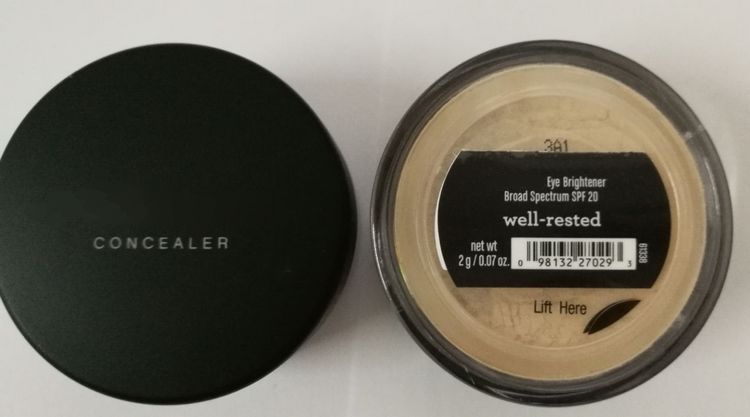 CONCEALER
3A1
Eye Brightener
Broad Spectrum SPF 20
well-rested
net wt
2 g / 0.07 oz.
0 98132 27029 3
61338
Lift Here